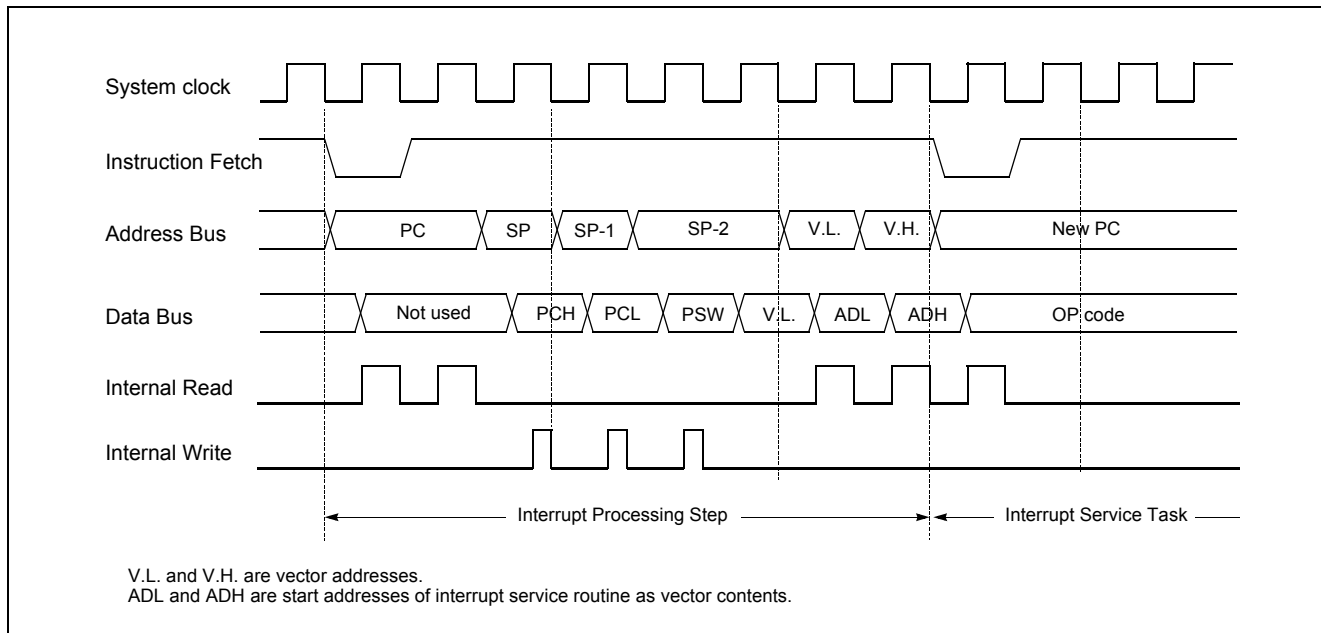 System clock
Instruction Fetch
Address Bus PC SP SP-1 SP-2 V.L. V.H. New PC
Data Bus Not used PCH PCL PSW V.L. ADL ADH OP code
Internal Read
Internal Write
Interrupt Processing Step Interrupt Service Task
V.L. and V.H. are vector addresses.
ADL and ADH are start addresses of interrupt service routine as vector contents.